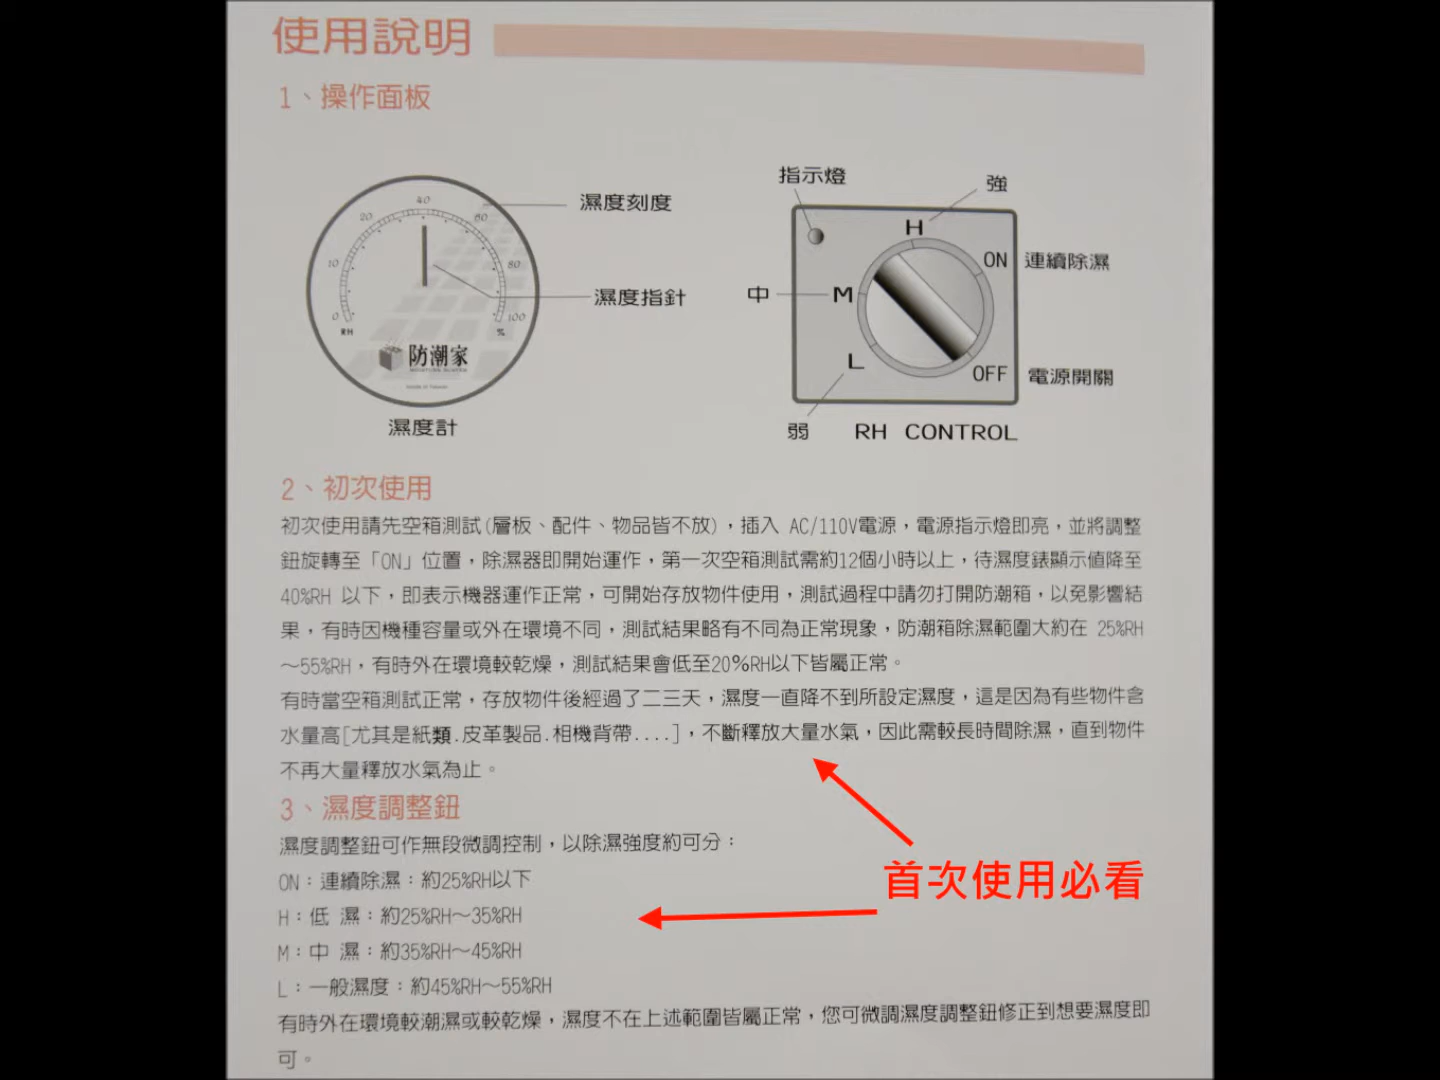 使用說明
1、操作面板
指示燈
強
濕度刻度
H
ON 連續除濕
濕度指針
中
M
L
OFF 電源開關
弱
RH CONTROL
0
10
20
40
60
80
100
RH
%
防潮家
濕度計
2、初次使用
初次使用請先空箱測試(層板、配件、物品皆不放)，插入 AC/110V電源，電源指示燈即亮，並將調整
鈕旋轉至「ON」位置，除濕器即開始運作，第一次空箱測試需約12個小時以上，待濕度錶顯示值降至
40%RH 以下，即表示機器運作正常，可開始存放物件使用，測試過程中請勿打開防潮箱，以免影響結
果，有時因機種容量或外在環境不同，測試結果略有不同為正常現象，防潮箱除濕範圍大約在 25%RH
～55%RH，有時外在環境較乾燥，測試結果會低至20%RH以下皆屬正常。
有時當空箱測試正常，存放物件後經過了二三天，濕度一直降不到所設定濕度，這是因為有些物件含
水量高[尤其是紙類.皮革製品.相機背帶....]，不斷釋放大量水氣，因此需較長時間除濕，直到物件
不再大量釋放水氣為止。
3、濕度調整鈕
濕度調整鈕可作無段微調控制，以除濕強度約可分：
首次使用必看
ON：連續除濕：約25%RH以下
H：低 濕：約25%RH～35%RH
M：中 濕：約35%RH～45%RH
L：一般濕度：約45%RH～55%RH
有時外在環境較潮濕或較乾燥，濕度不在上述範圍皆屬正常，您可微調濕度調整鈕修正到想要濕度即
可。